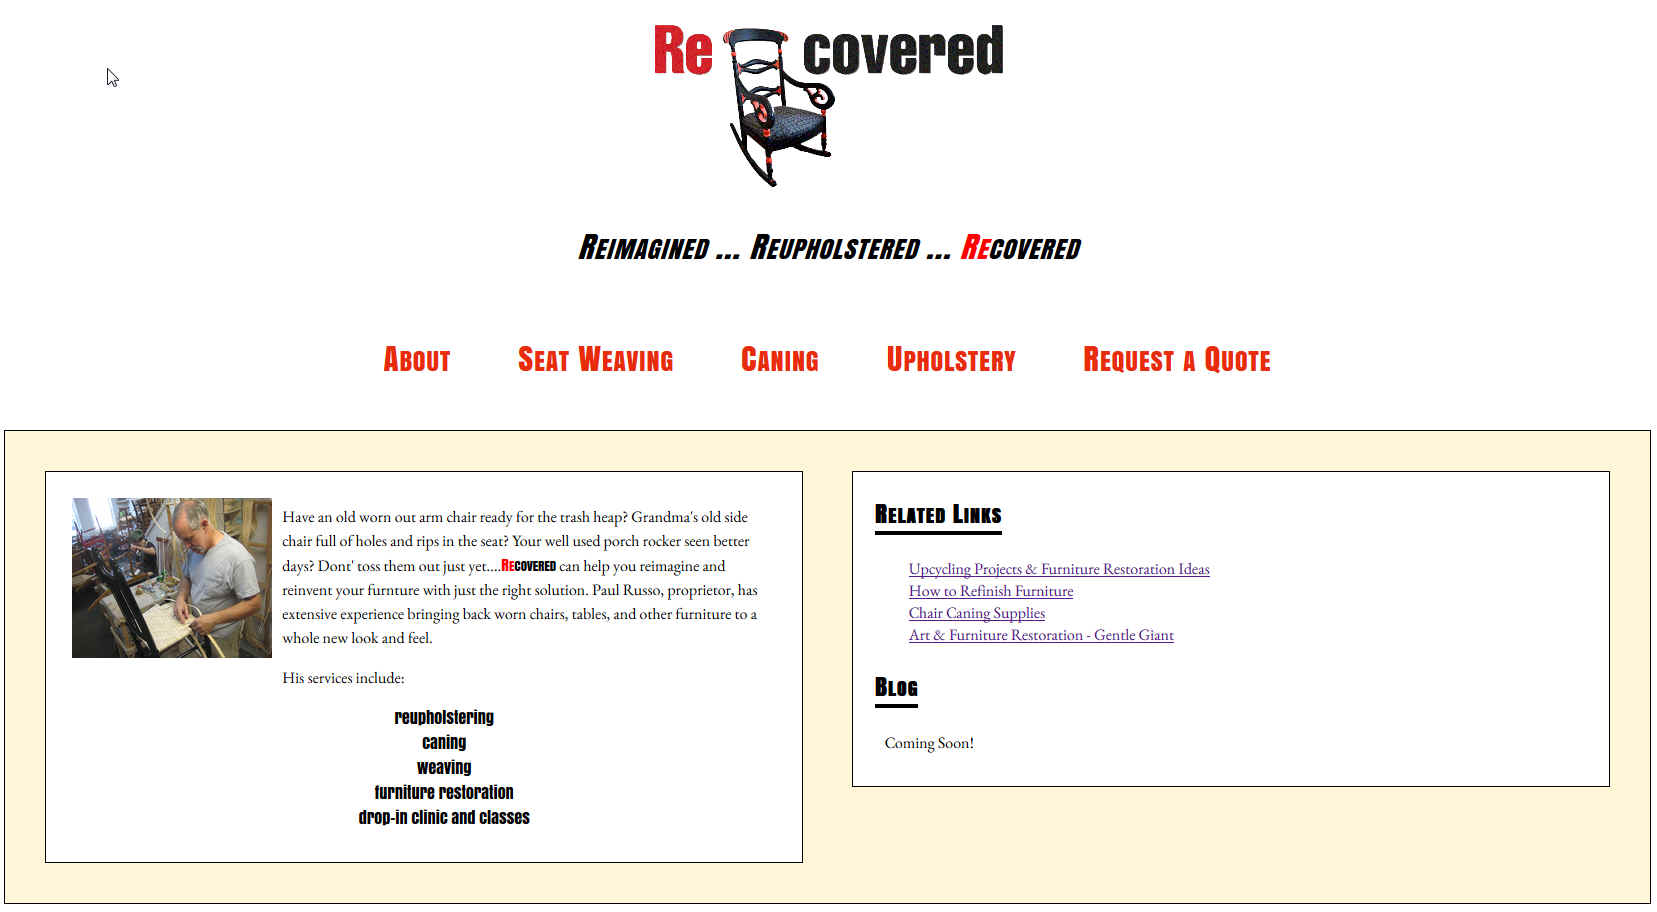 Re covered
Reimagined ... Reupholstered ... Recovered
About Seat Weaving Caning Upholstery Request a Quote
Have an old worn out arm chair ready for the trash heap? Grandma's old side
chair full of holes and rips in the seat? Your well used porch rocker seen better
days? Dont' toss them out just yet....Recovered can help you reimagine and
reinvent your furnture with just the right solution. Paul Russo, proprietor, has
extensive experience bringing back worn chairs, tables, and other furniture to a
whole new look and feel.
His services include:
reupholstering
caning
weaving
furniture restoration
drop-in clinic and classes
Related Links
Upcycling Projects & Furniture Restoration Ideas
How to Refinish Furniture
Chair Caning Supplies
Art & Furniture Restoration - Gentle Giant
Blog
Coming Soon!